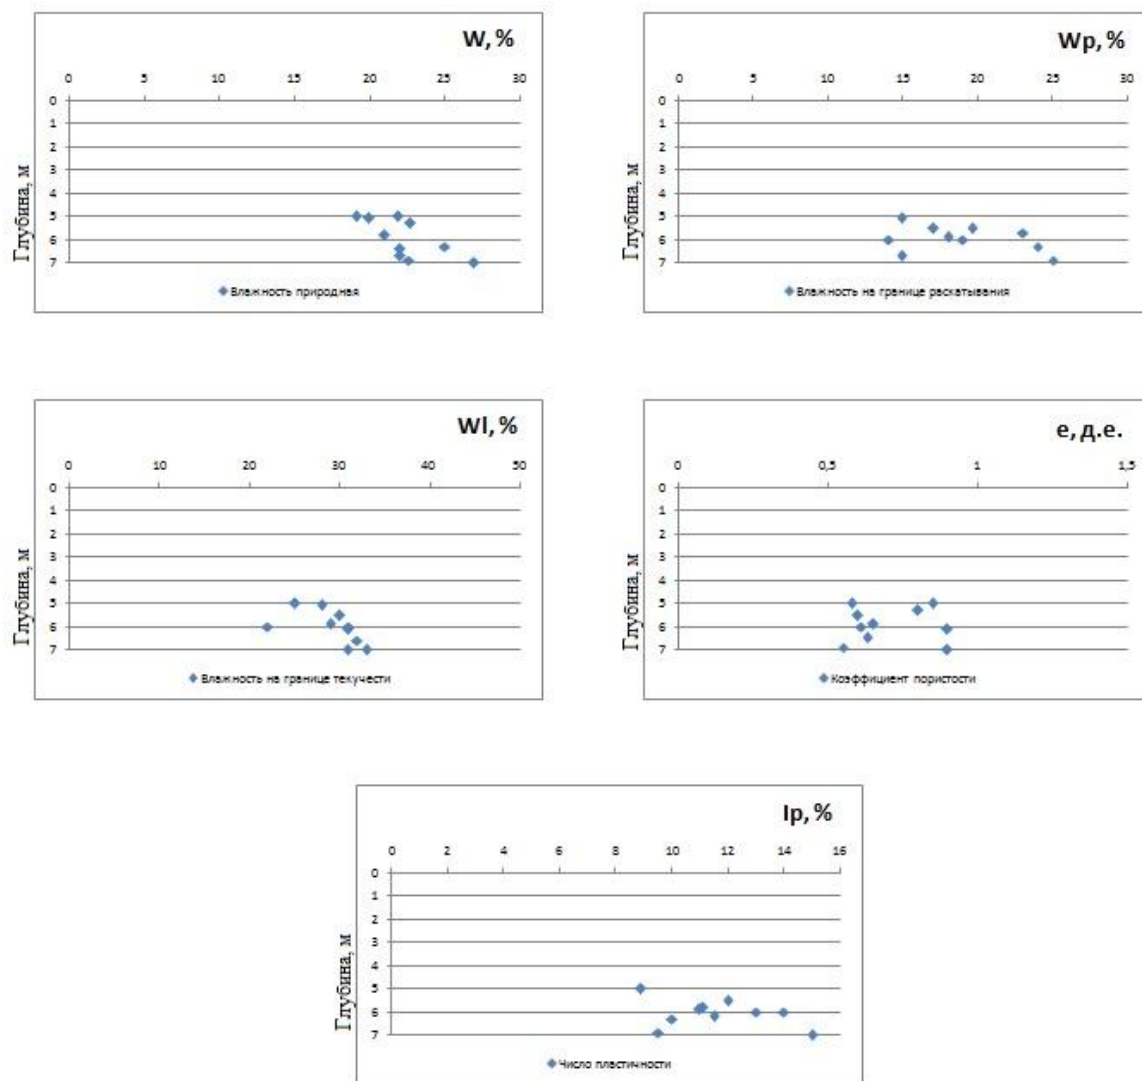 W, %
0 5 10 15 20 25 30
0
1
2
3
4
5
6
7
Глубина, м
Влажность природная
Wp, %
0 5 10 15 20 25 30
0
1
2
3
4
5
6
7
Глубина, м
Влажность на границе раскатывания
Wl, %
0 10 20 30 40 50
0
1
2
3
4
5
6
7
Глубина, м
Влажность на границе текучести
е, д.е.
0 0,5 1 1,5
0
1
2
3
4
5
6
7
Глубина, м
Коэффициент пористости
Ip, %
0 2 4 6 8 10 12 14 16
0
1
2
3
4
5
6
7
Глубина, м
Число пластичности